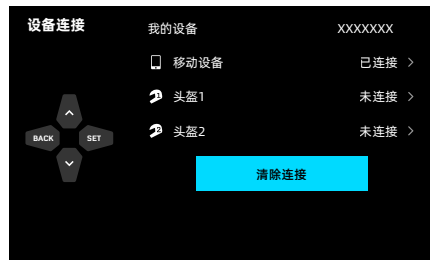 设备连接
我的设备 XXXXXXX
移动设备 已连接
头盔1 未连接
头盔2 未连接
BACK SET
清除连接